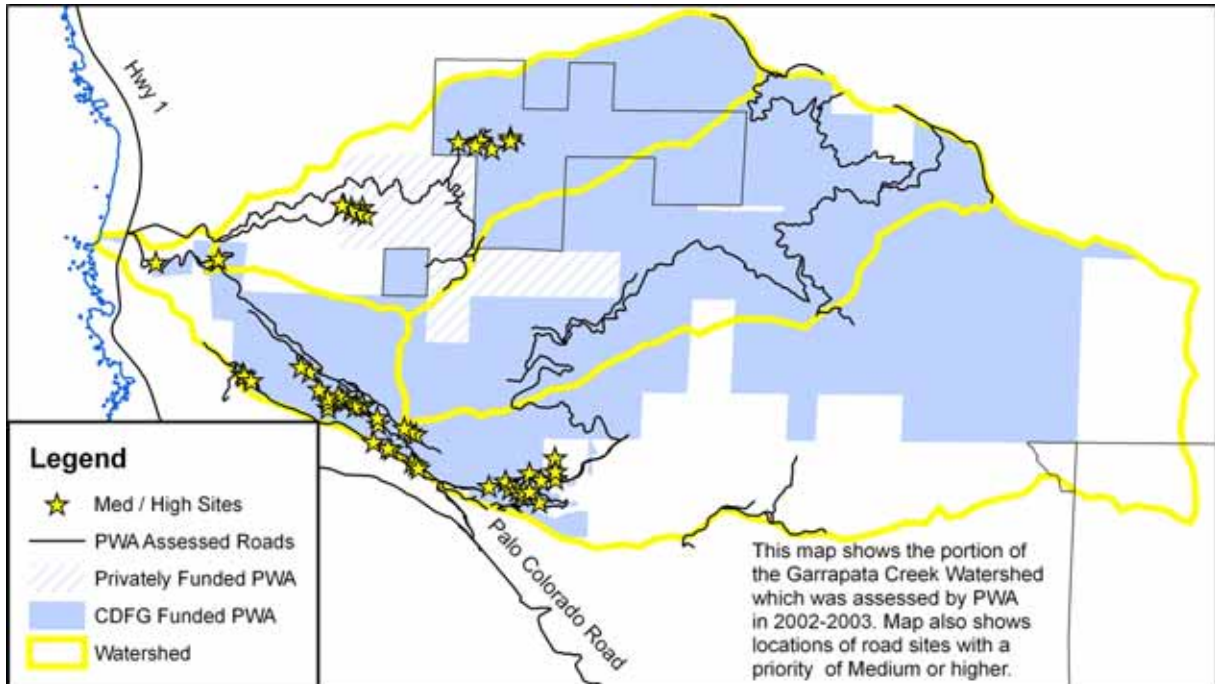 Hwy 1
Legend
Med / High Sites
PWA Assessed Roads
Privately Funded PWA
CDFG Funded PWA
Watershed
Palo Colorado Road
This map shows the portion of
the Garrapata Creek Watershed
which was assessed by PWA
in 2002-2003. Map also shows
locations of road sites with a
priority of Medium or higher.